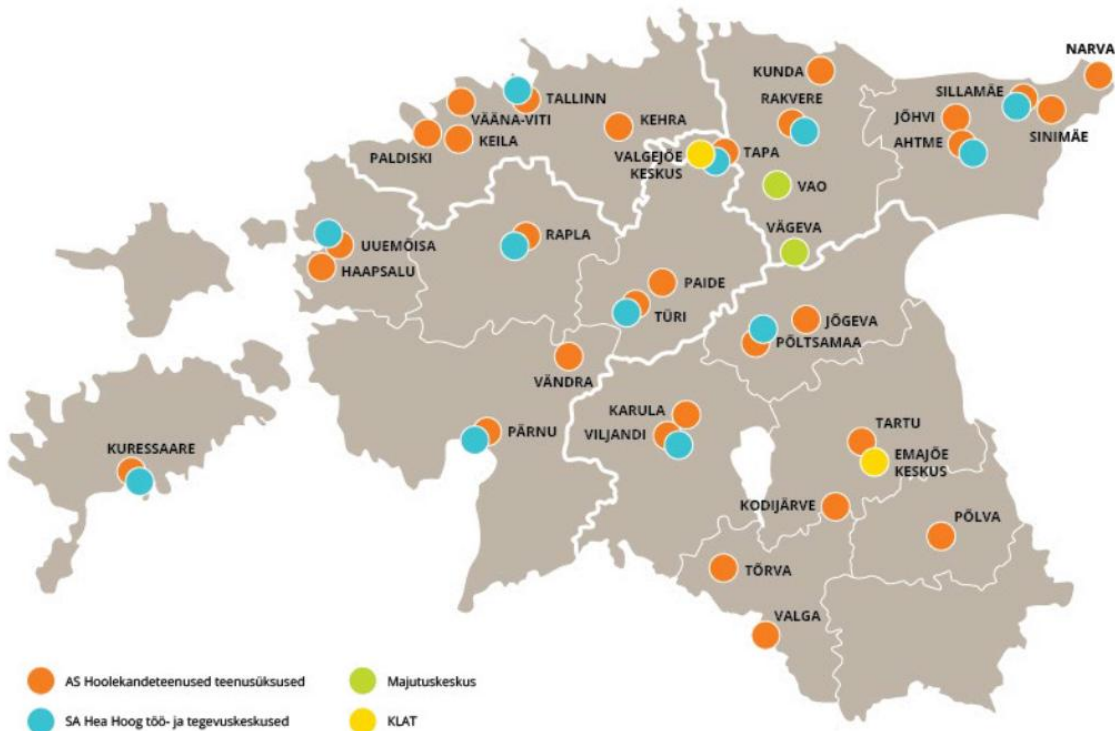 NARVA
KUNDA
SILLAMÄE
RAKVERE
TALLINN
JÕHVI
VÄÄNA-VITI
KEHRA
SINIMÄE
KEILA
AHTME
PALDISKI
VALGEJÕE
KESKUS
TAPA
VAO
VÄGEVA
RAPLA
UUEMÕISA
HAAPSALU
PAIDE
TÜRI
JÕGEVA
PÕLTSAMAA
VÄNDRA
KARULA
TARTU
PÄRNU
VILJANDI
KURESSAARE
EMAJÕE
KESKUS
KODIJÄRVE
PÕLVA
TÕRVA
VALGA
AS Hoolekandeteenused teenusüksused
Majutuskeskus
SA Hea Hoog töö- ja tegevuskeskused
KLAT